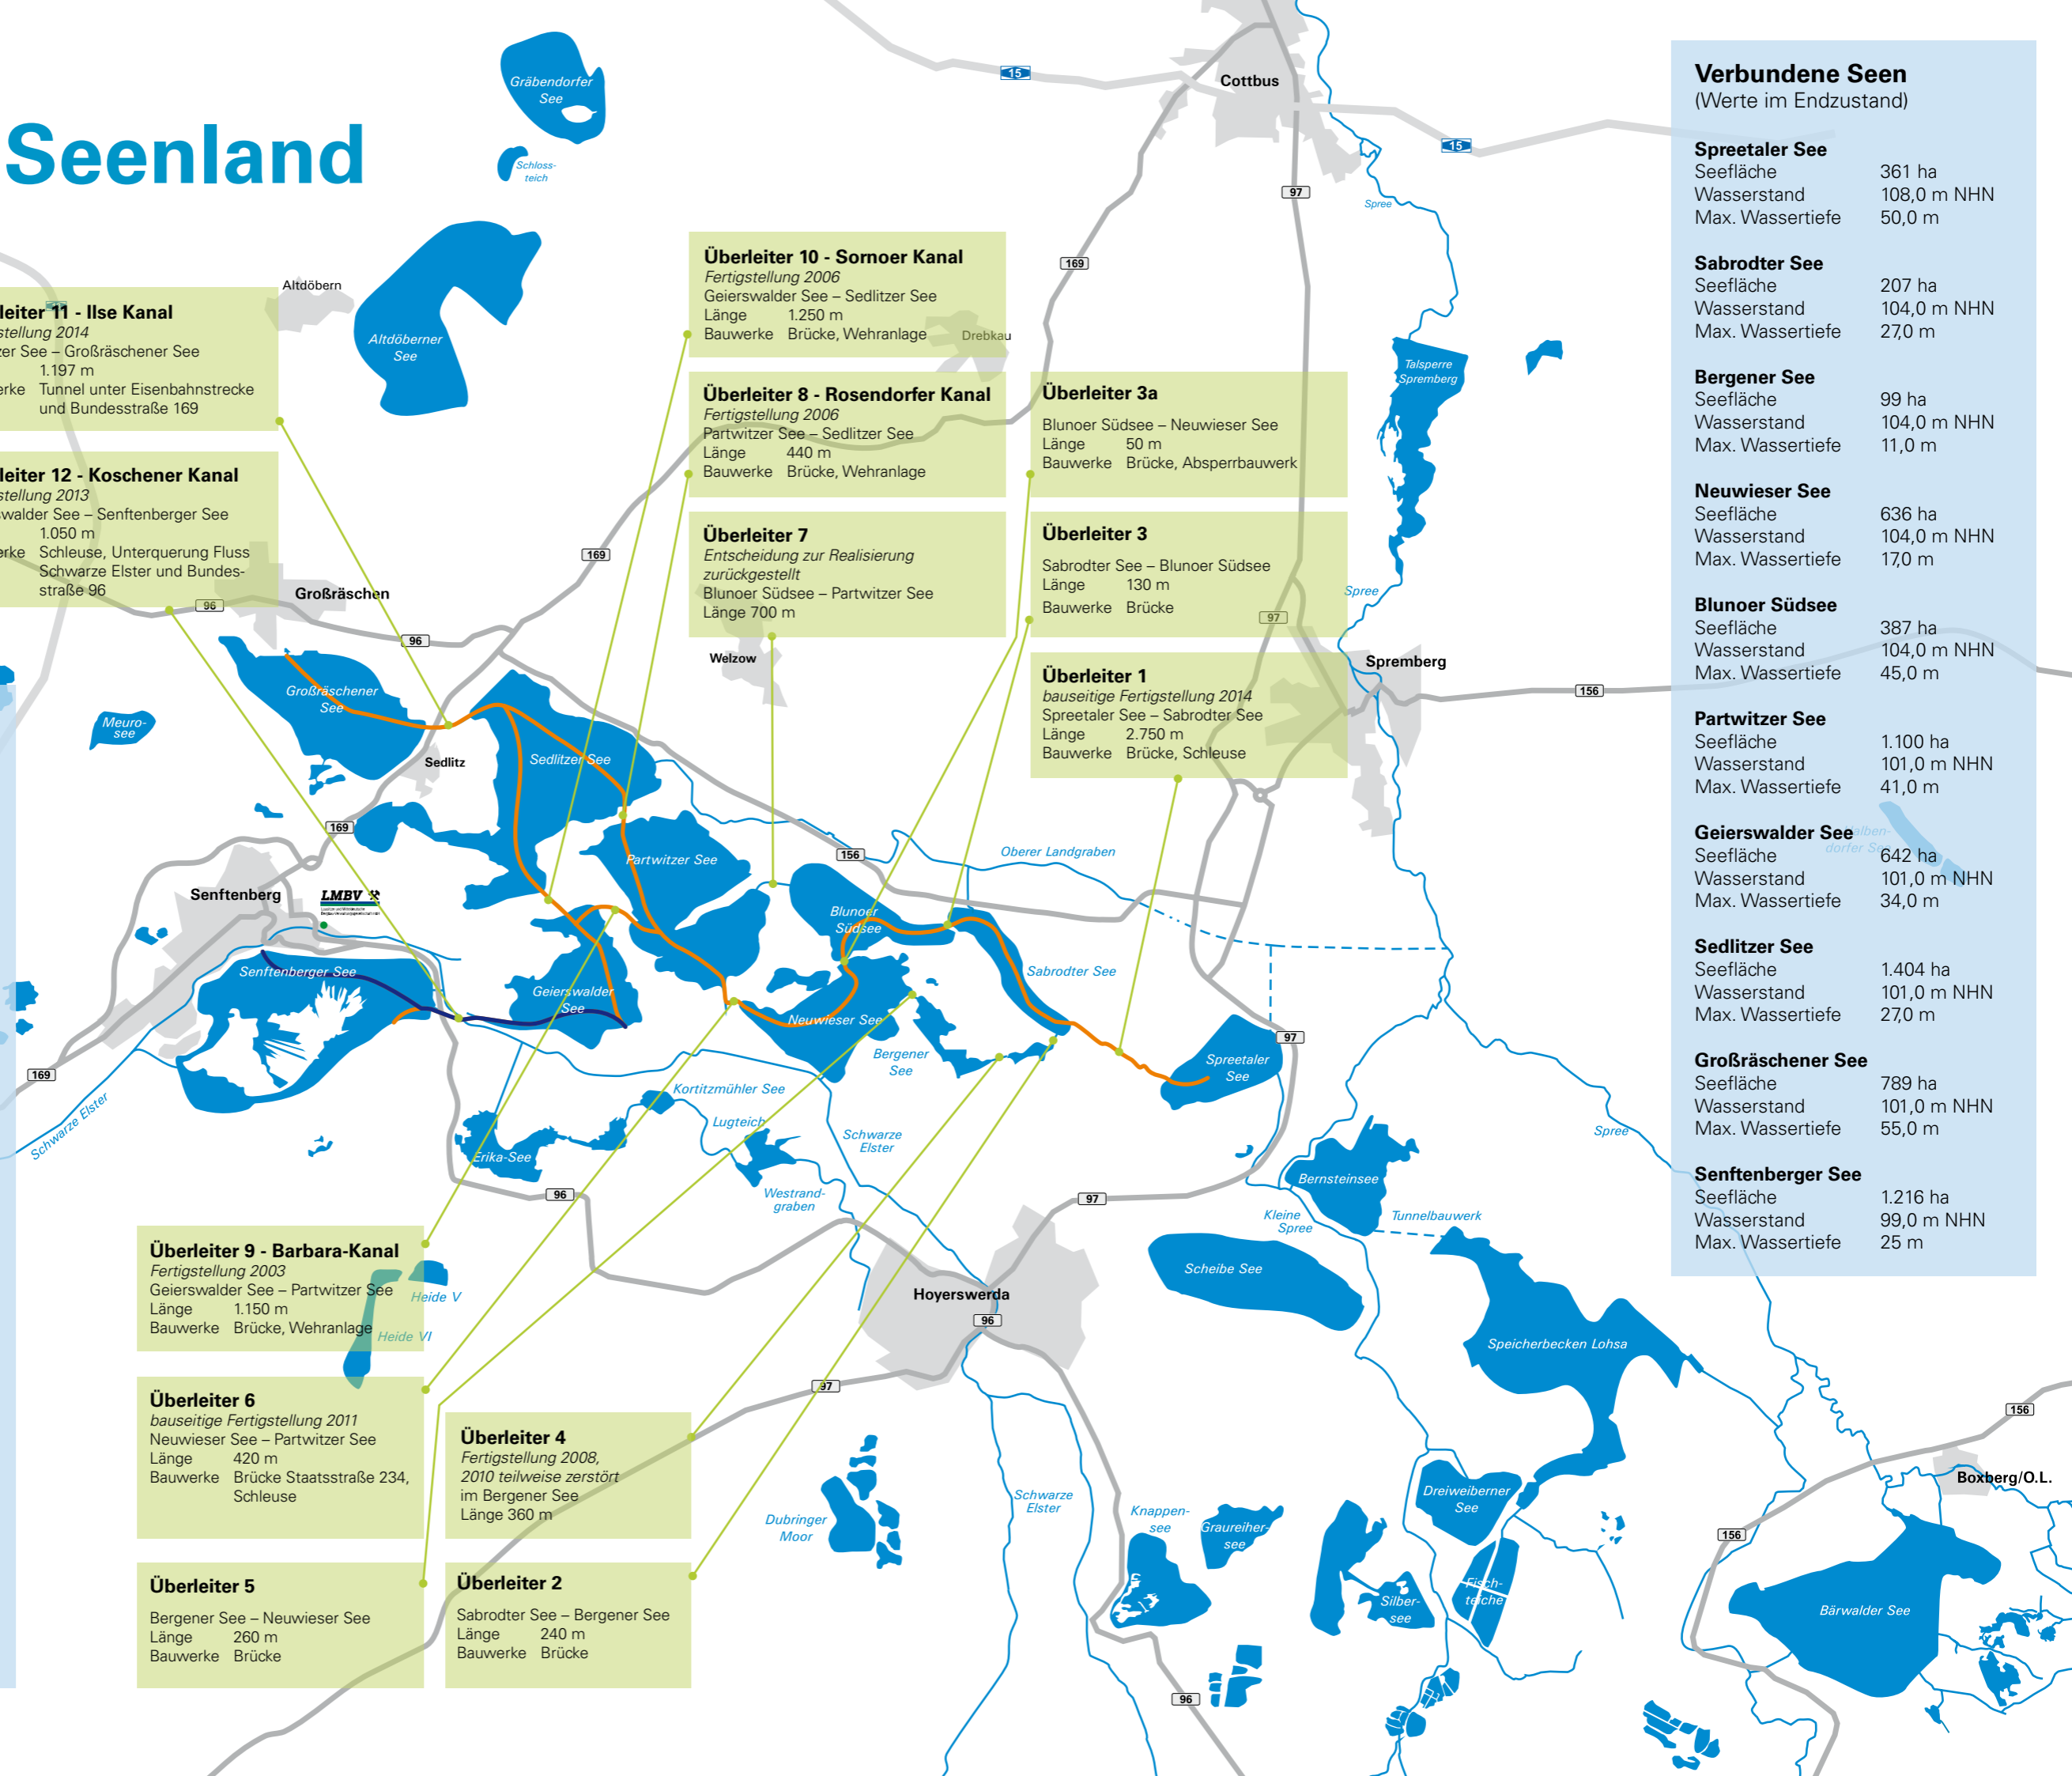 Seenland
leiter 11 - Ilse Kanal
stellung 2014
zer See – Großräschener See
1.197 m
erke Tunnel unter Eisenbahnstrecke
und Bundesstraße 169
leiter 12 - Koschener Kanal
stellung 2013
swalder See – Senftenberger See
1.050 m
erke Schleuse, Unterquerung Fluss
Schwarze Elster und Bundes-
straße 96
Überleiter 10 - Sornoer Kanal
Fertigstellung 2006
Geierswalder See – Sedlitzer See
Länge 1.250 m
Bauwerke Brücke, Wehranlage
Überleiter 8 - Rosendorfer Kanal
Fertigstellung 2006
Partwitzer See – Sedlitzer See
Länge 440 m
Bauwerke Brücke, Wehranlage
Überleiter 7
Entscheidung zur Realisierung
zurückgestellt
Blunoer Südsee – Partwitzer See
Länge 700 m
Überleiter 3a
Blunoer Südsee – Neuwieser See
Länge 50 m
Bauwerke Brücke, Absperrbauwerk
Überleiter 3
Sabrodter See – Blunoer Südsee
Länge 130 m
Bauwerke Brücke
Überleiter 1
bauseitige Fertigstellung 2014
Spreetaler See – Sabrodter See
Länge 2.750 m
Bauwerke Brücke, Schleuse
Überleiter 9 - Barbara-Kanal
Fertigstellung 2003
Geierswalder See – Partwitzer See
Länge 1.150 m
Bauwerke Brücke, Wehranlage
Überleiter 6
bauseitige Fertigstellung 2011
Neuwieser See – Partwitzer See
Länge 420 m
Bauwerke Brücke Staatsstraße 234,
Schleuse
Überleiter 5
Bergener See – Neuwieser See
Länge 260 m
Bauwerke Brücke
Überleiter 4
Fertigstellung 2008,
2010 teilweise zerstört
im Bergener See
Länge 360 m
Überleiter 2
Sabrodter See – Bergener See
Länge 240 m
Bauwerke Brücke
Verbundene Seen
(Werte im Endzustand)
Spreetaler See
Seefläche 361 ha
Wasserstand 108,0 m NHN
Max. Wassertiefe 50,0 m
Sabrodter See
Seefläche 207 ha
Wasserstand 104,0 m NHN
Max. Wassertiefe 27,0 m
Bergener See
Seefläche 99 ha
Wasserstand 104,0 m NHN
Max. Wassertiefe 11,0 m
Neuwieser See
Seefläche 636 ha
Wasserstand 104,0 m NHN
Max. Wassertiefe 17,0 m
Blunoer Südsee
Seefläche 387 ha
Wasserstand 104,0 m NHN
Max. Wassertiefe 45,0 m
Partwitzer See
Seefläche 1.100 ha
Wasserstand 101,0 m NHN
Max. Wassertiefe 41,0 m
Geierswalder See
Seefläche 642 ha
Wasserstand 101,0 m NHN
Max. Wassertiefe 34,0 m
Sedlitzer See
Seefläche 1.404 ha
Wasserstand 101,0 m NHN
Max. Wassertiefe 27,0 m
Großräschener See
Seefläche 789 ha
Wasserstand 101,0 m NHN
Max. Wassertiefe 55,0 m
Senftenberger See
Seefläche 1.216 ha
Wasserstand 99,0 m NHN
Max. Wassertiefe 25 m
Gräbendorfer
See
Schloss-
teich
Altdöbern
Altdöberner
See
15
Cottbus
15
97
Spree
169
Drebkau
Talsperre
Spremberg
169
Großräschen
96
96
Spree
97
Welzow
Spremberg
156
Großräschener
See
Meuro-
see
Sedlitz
Sedlitzer See
169
Partwitzer See
156
Oberer Landgraben
Senftenberg
LMBV
Blunoer
Südsee
Senftenberger See
Sabrodter See
Geierswalder
See
Neuwieser See
97
Bergener
See
Spreetaler
See
169
Schwarze Elster
Kortitzmühler See
Lugteich
Schwarze
Elster
Erika-See
Westrand-
graben
96
97
Spree
Bernsteinsee
Kleine
Spree
Tunnelbauwerk
Scheibe See
Heide V
Heide VI
Hoyerswerda
96
97
Speicherbecken Lohsa
156
Boxberg/O.L.
156
Dubringer
Moor
Schwarze
Elster
Knappen-
see
Graureiher-
see
Dreiweiberner
See
Silber-
see
Fisch-
teiche
Bärwalder See
96